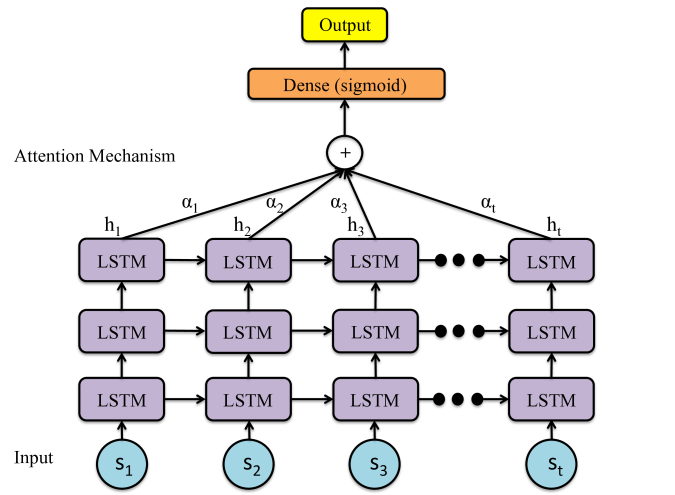 Output
Dense (sigmoid)
Attention Mechanism
+
α1 α2 α3 αt
h1 h2 h3 ht
LSTM LSTM LSTM LSTM
LSTM LSTM LSTM LSTM
LSTM LSTM LSTM LSTM
Input
s1 s2 s3 st